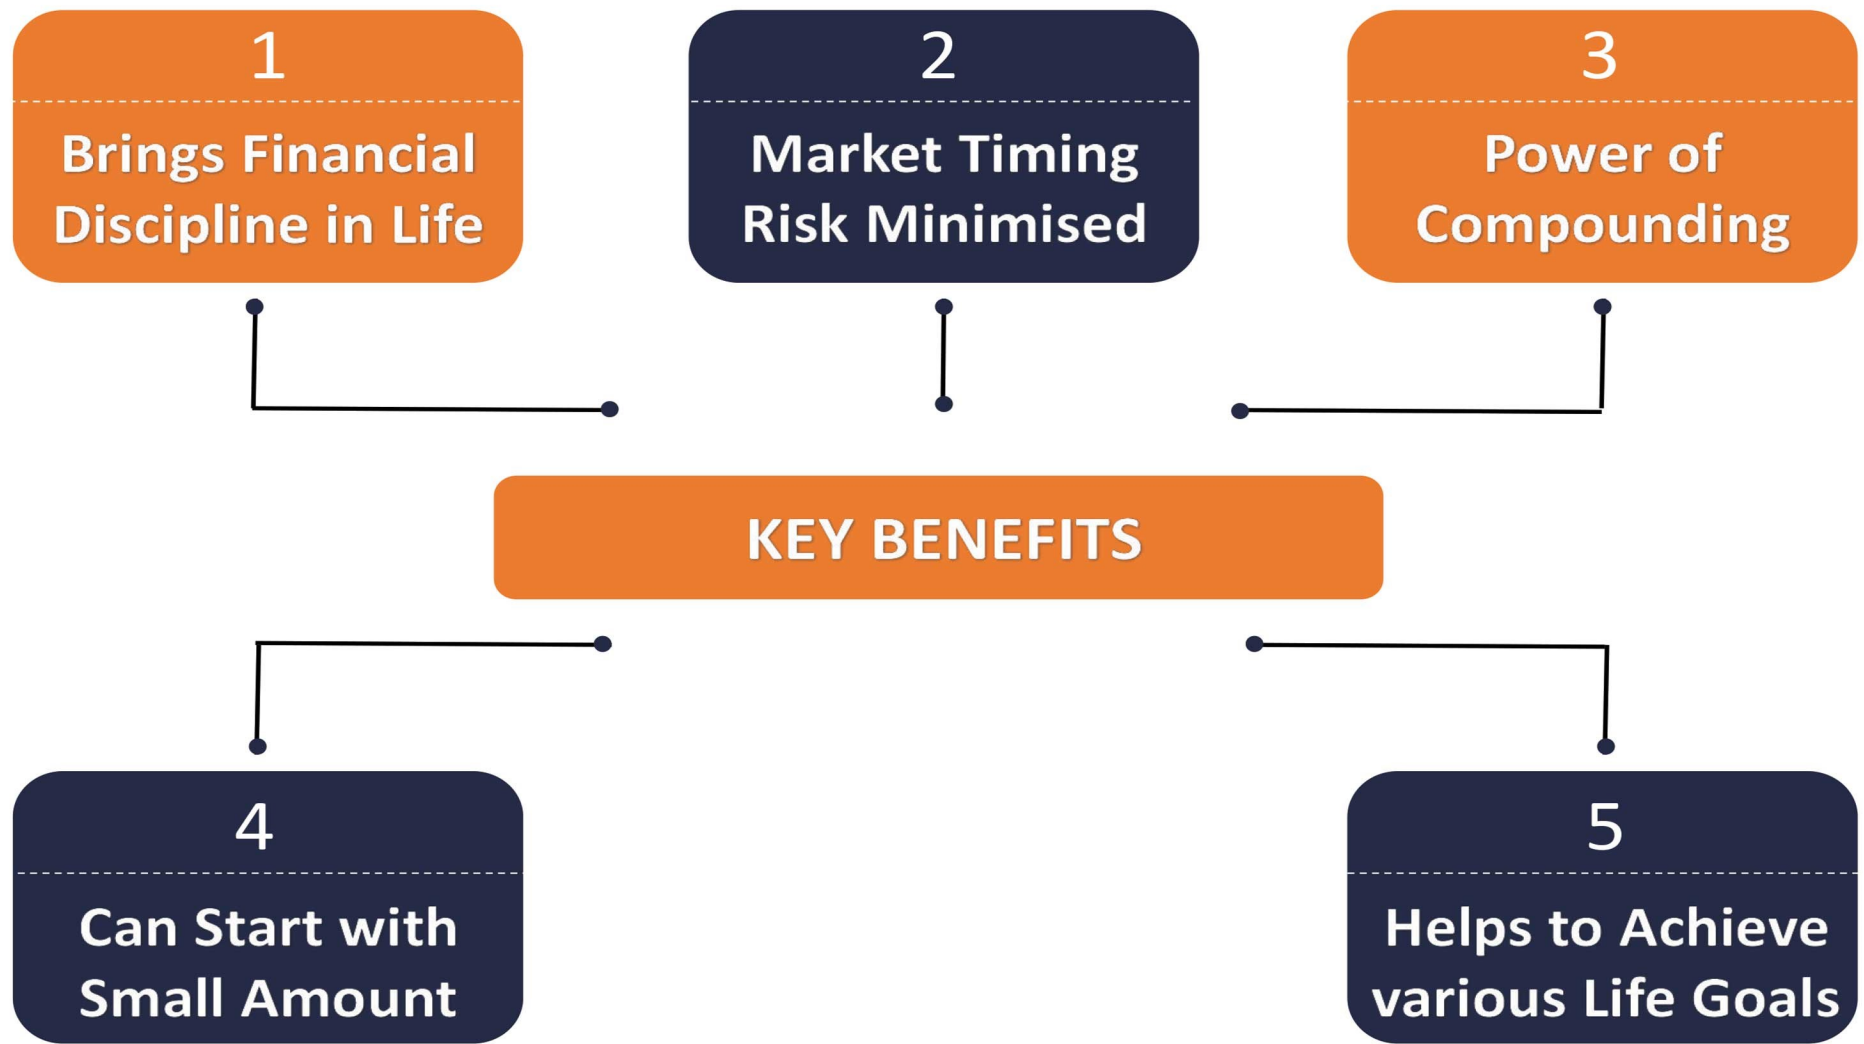 1
Brings Financial
Discipline in Life
2
Market Timing
Risk Minimised
3
Power of
Compounding
KEY BENEFITS
4
Can Start with
Small Amount
5
Helps to Achieve
various Life Goals